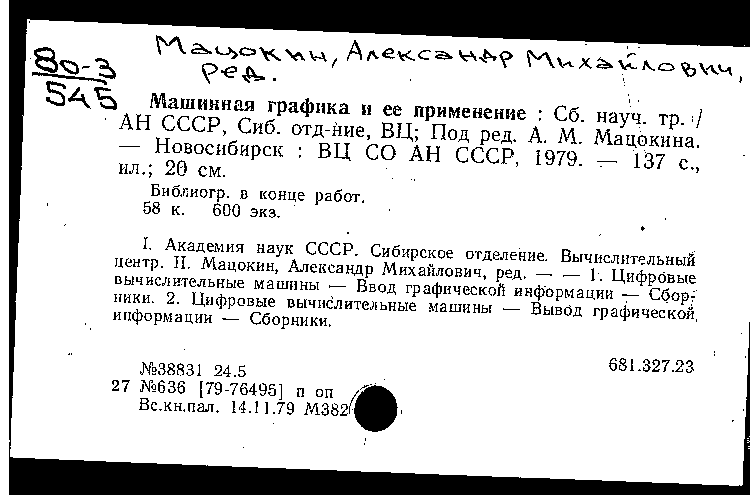 Мацокин, Александр Михайлович,
ред.
80-3
545
Машинная графика и ее применение : Сб. науч. тр. /
АН СССР, Сиб. отд-ние, ВЦ; Под ред. А. М. Мацокина.
— Новосибирск : ВЦ СО АН СССР, 1979. — 137 с.,
ил.; 20 см.
Библиогр. в конце работ.
58 к. 600 экз.
I. Академия наук СССР. Сибирское отделение. Вычислительный
центр. II. Мацокин, Александр Михайлович, ред. — — 1. Цифровые
вычислительные машины — Ввод графической информации — Сбор-
ники. 2. Цифровые вычислительные машины — Вывод графической
информации — Сборники.
681.327.23
№38831 24.5
27 №636 [79-76495] п оп
Вс.кн.пал. 14.11.79 М382